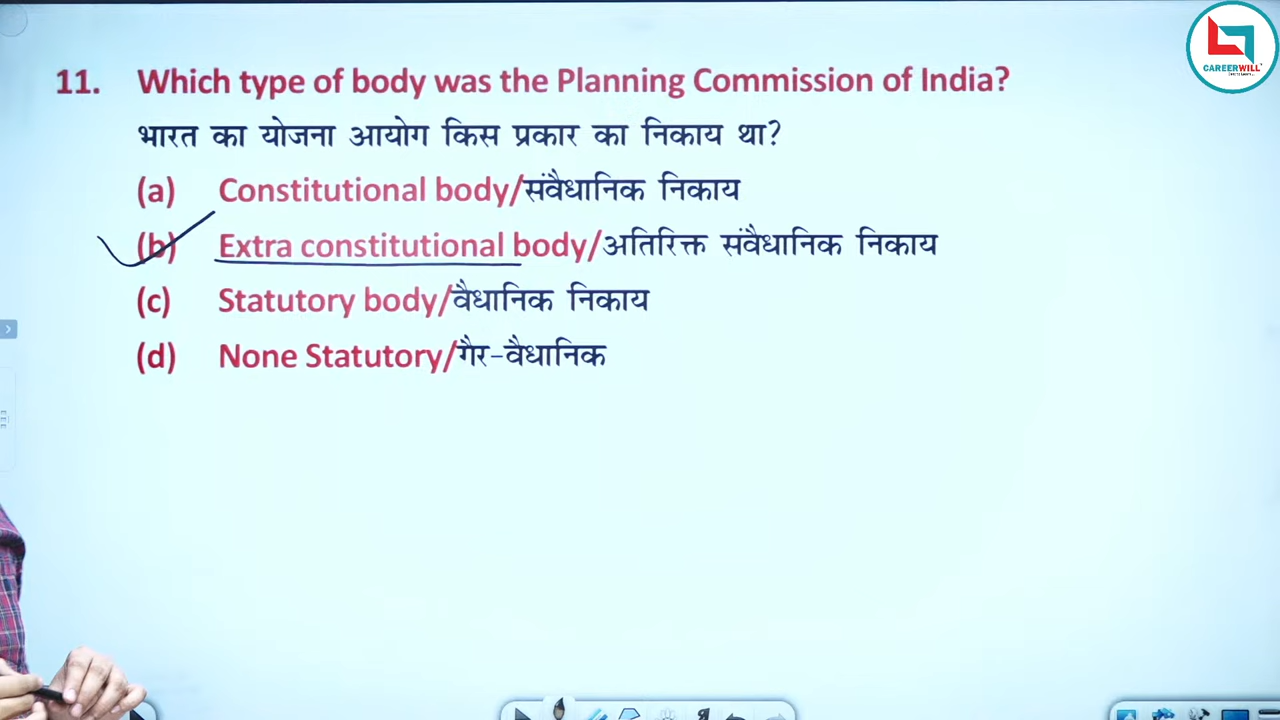 11. Which type of body was the Planning Commission of India?
भारत का योजना आयोग किस प्रकार का निकाय था?
(a) Constitutional body/संवैधानिक निकाय
(b) Extra constitutional body/अतिरिक्त संवैधानिक निकाय
(c) Statutory body/वैधानिक निकाय
(d) None Statutory/गैर-वैधानिक
CAREERWILL